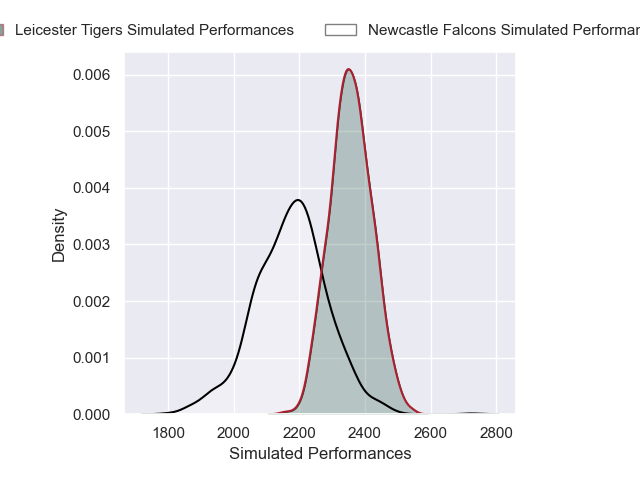 Leicester Tigers Simulated Performances
Newcastle Falcons Simulated
0.006
0.005
0.004
0.003
0.002
0.001
0.000
Density
1800 2000 2200 2400 2600 2800
Simulated Performances